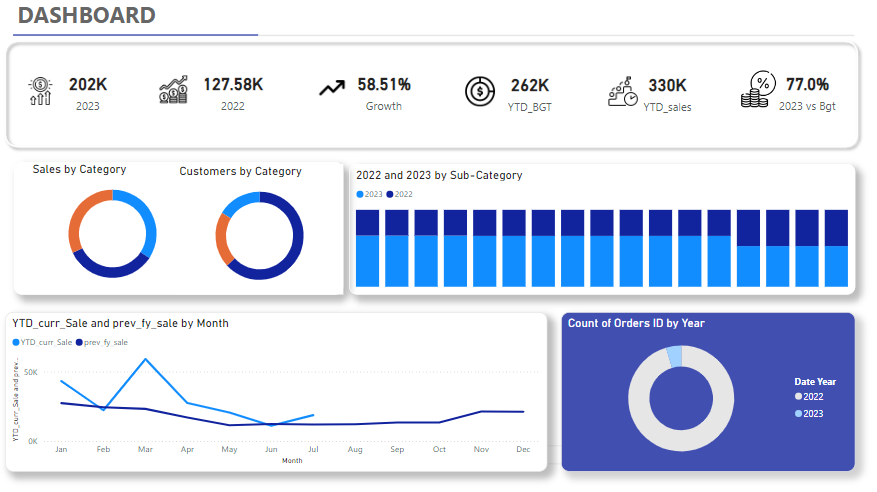 DASHBOARD
202K
2023
127.58K
2022
58.51%
Growth
262K
YTD_BGT
330K
YTD_sales
77.0%
2023 vs Bgt
Sales by Category
Customers by Category
2022 and 2023 by Sub-Category
2023 2022
YTD_curr_Sale and prev_fy_sale by Month
YTD_curr_Sale prev_fy_sale
YTD_curr_Sale and prev...
50K
0K
Jan Feb Mar Apr May Jun Jul Aug Sep Oct Nov Dec
Month
Count of Orders ID by Year
Date Year
2022
2023